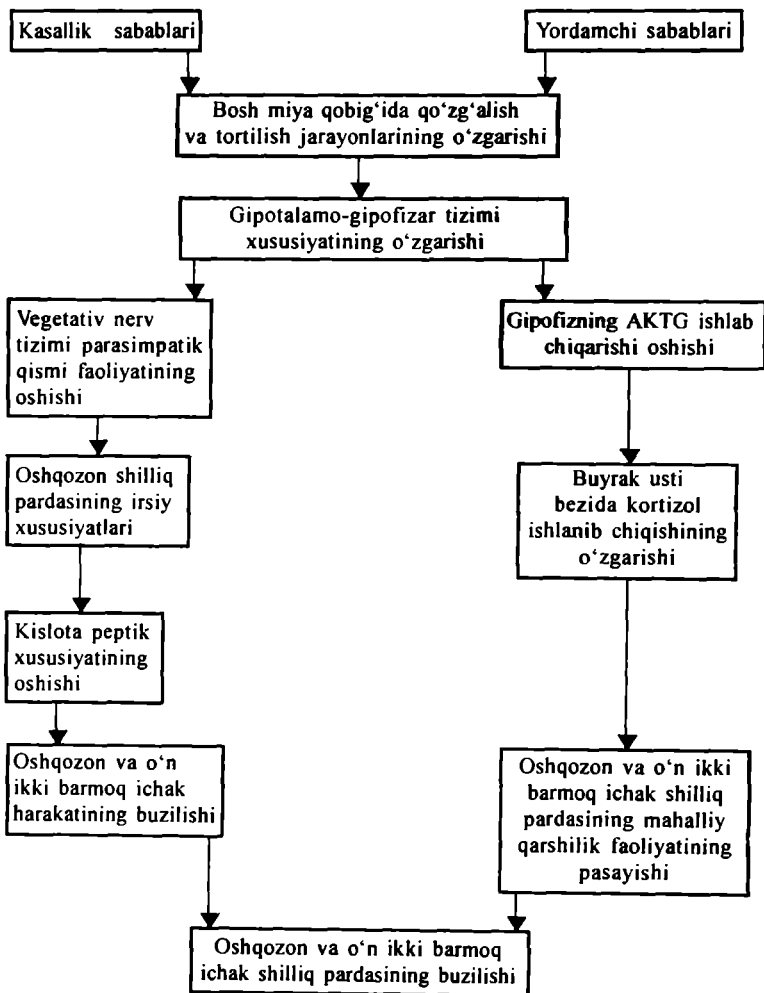 Kasallik sabablari
Yordamchi sabablari
Bosh miya qobig‘ida qo‘zg‘alish
va tortilish jarayonlarining o‘zgarishi
Gipotalamo-gipofizar tizimi
xususiyatining o‘zgarishi
Vegetativ nerv
tizimi parasimpatik
qismi faoliyatining
oshishi
Gipofizning AKTG ishlab
chiqarishi oshishi
Oshqozon shilliq
pardasining irsiy
xususiyatlari
Buyrak usti
bezida kortizol
ishlanib chiqishining
o‘zgarishi
Kislota peptik
xususiyatining
oshishi
Oshqozon va o‘n
ikki barmoq ichak
harakatining buzilishi
Oshqozon va o‘n ikki
barmoq ichak shilliq
pardasining mahalliy
qarshilik faoliyatining
pasayishi
Oshqozon va o‘n ikki barmoq
ichak shilliq pardasining buzilishi